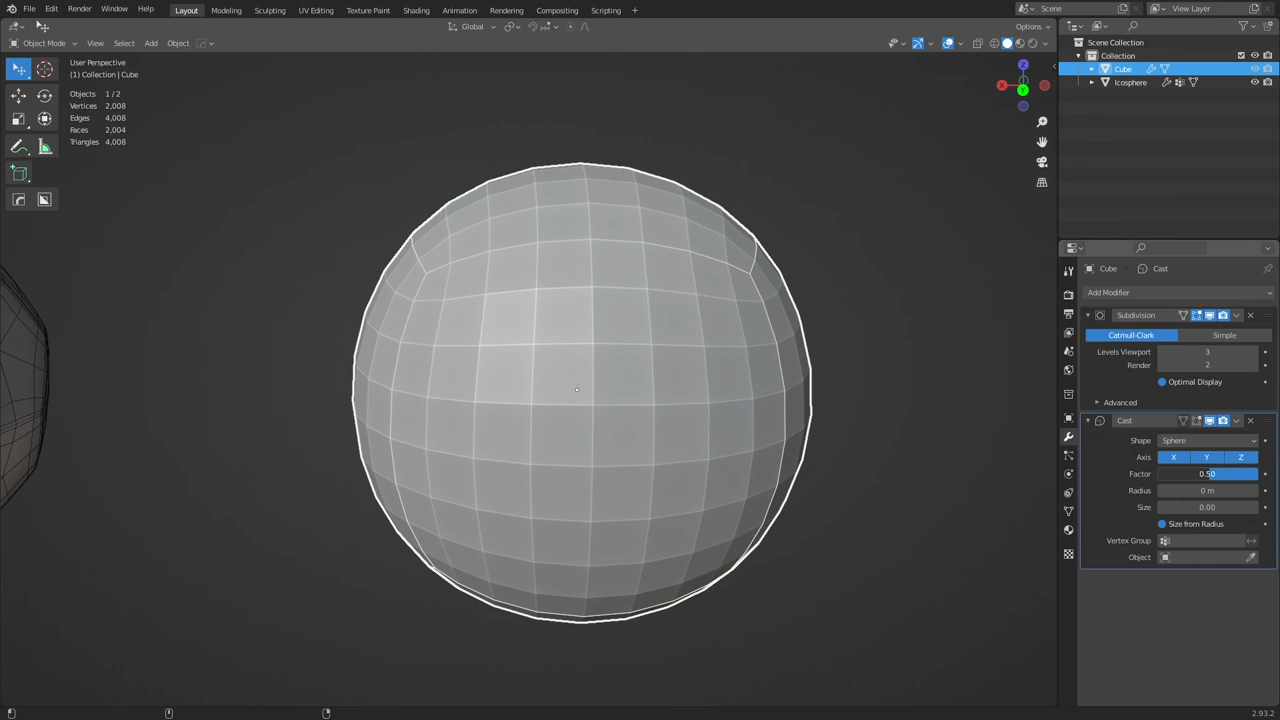 File Edit Render Window Help Layout Modeling Sculpting UV Editing Texture Paint Shading Animation Rendering Compositing Scripting + Scene View Layer
Global Options
Object Mode View Select Add Object
User Perspective
(1) Collection | Cube
Objects 1/2
Vertices 2,008
Edges 4,008
Faces 2,004
Triangles 4,008
X
Y
Z
Scene Collection
Collection
Cube
Icosphere
Cube Cast
Add Modifier
Subdivision
Catmull-Clark Simple
Levels Viewport 3
Render 2
Optimal Display
Advanced
Cast
Shape Sphere
Axis X Y Z
Factor 0.50
Radius 0 m
Size 0.00
Size from Radius
Vertex Group
Object
2.93.2